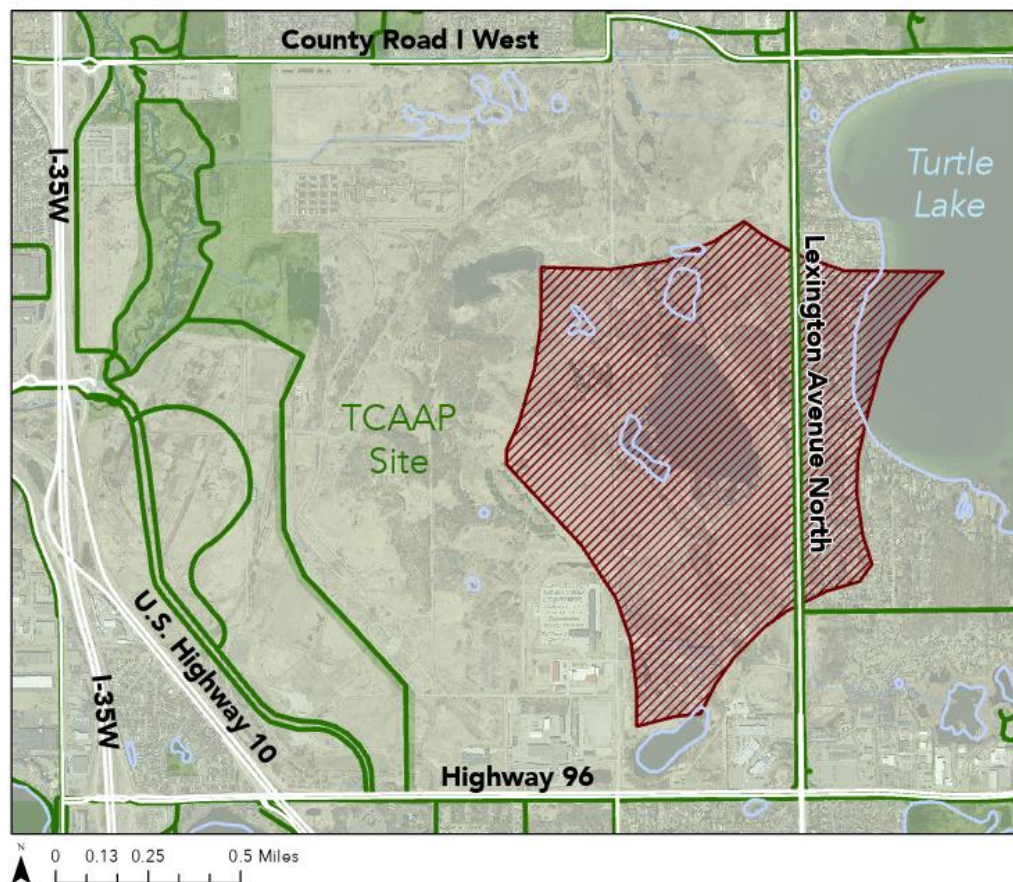 County Road I West
I-35W
Turtle
Lake
Lexington Avenue North
TCAAP
Site
U.S. Highway 10
I-35W
Highway 96
N
0 0.13 0.25 0.5 Miles